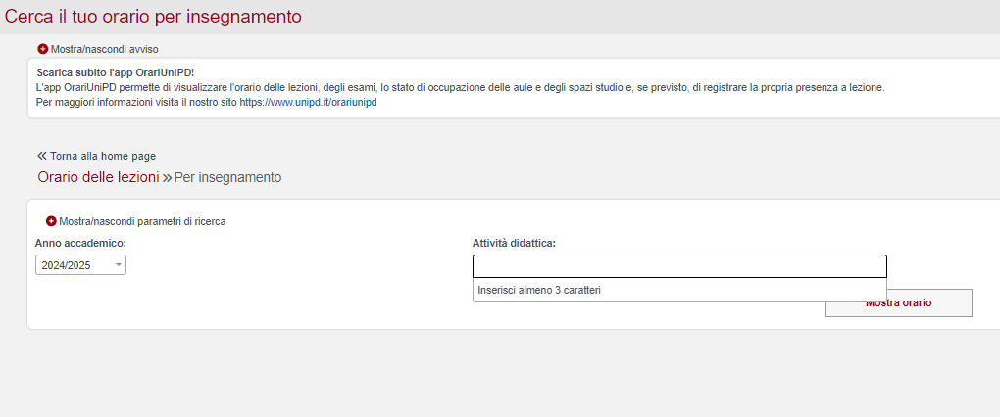 Cerca il tuo orario per insegnamento
Mostra/nascondi avviso
Scarica subito l'app OrariUniPD!
L'app OrariUniPD permette di visualizzare l'orario delle lezioni, degli esami, lo stato di occupazione delle aule e degli spazi studio e, se previsto, di registrare la propria presenza a lezione.
Per maggiori informazioni visita il nostro sito https://www.unipd.it/orariunipd
Torna alla home page
Orario delle lezioni » Per insegnamento
Mostra/nascondi parametri di ricerca
Anno accademico:
2024/2025
Attività didattica:
Inserisci almeno 3 caratteri
Mostra orario